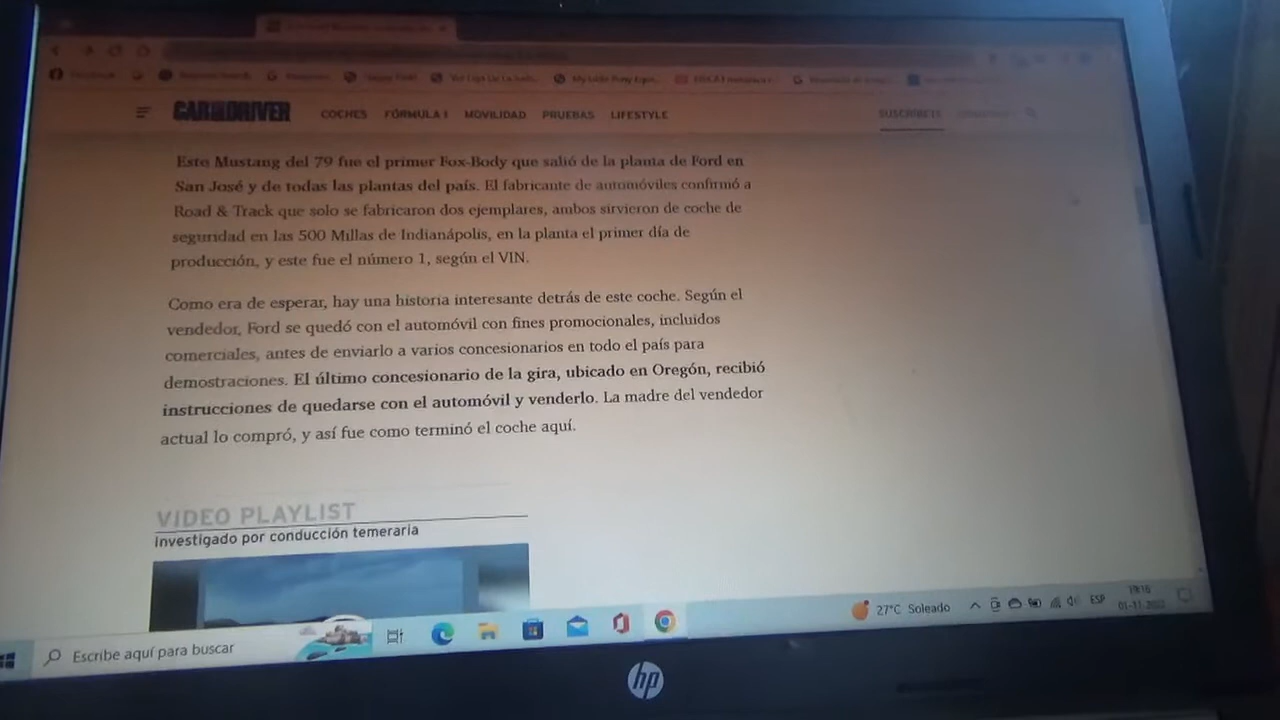 Facebook
CAR and DRIVER COCHES FÓRMULA 1 MOVILIDAD PRUEBAS LIFESTYLE SUSCRÍBETE
Este Mustang del 79 fue el primer Fox-Body que salió de la planta de Ford en
San José y de todas las plantas del país. El fabricante de automóviles confirmó a
Road & Track que solo se fabricaron dos ejemplares, ambos sirvieron de coche de
seguridad en las 500 Millas de Indianápolis, en la planta el primer día de
producción, y este fue el número 1, según el VIN.
Como era de esperar, hay una historia interesante detrás de este coche. Según el
vendedor, Ford se quedó con el automóvil con fines promocionales, incluidos
comerciales, antes de enviarlo a varios concesionarios en todo el país para
demostraciones. El último concesionario de la gira, ubicado en Oregón, recibió
instrucciones de quedarse con el automóvil y venderlo. La madre del vendedor
actual lo compró, y así fue como terminó el coche aquí.
VIDEO PLAYLIST
Investigado por conducción temeraria
Escribe aquí para buscar
27°C Soleado
ESP
hp